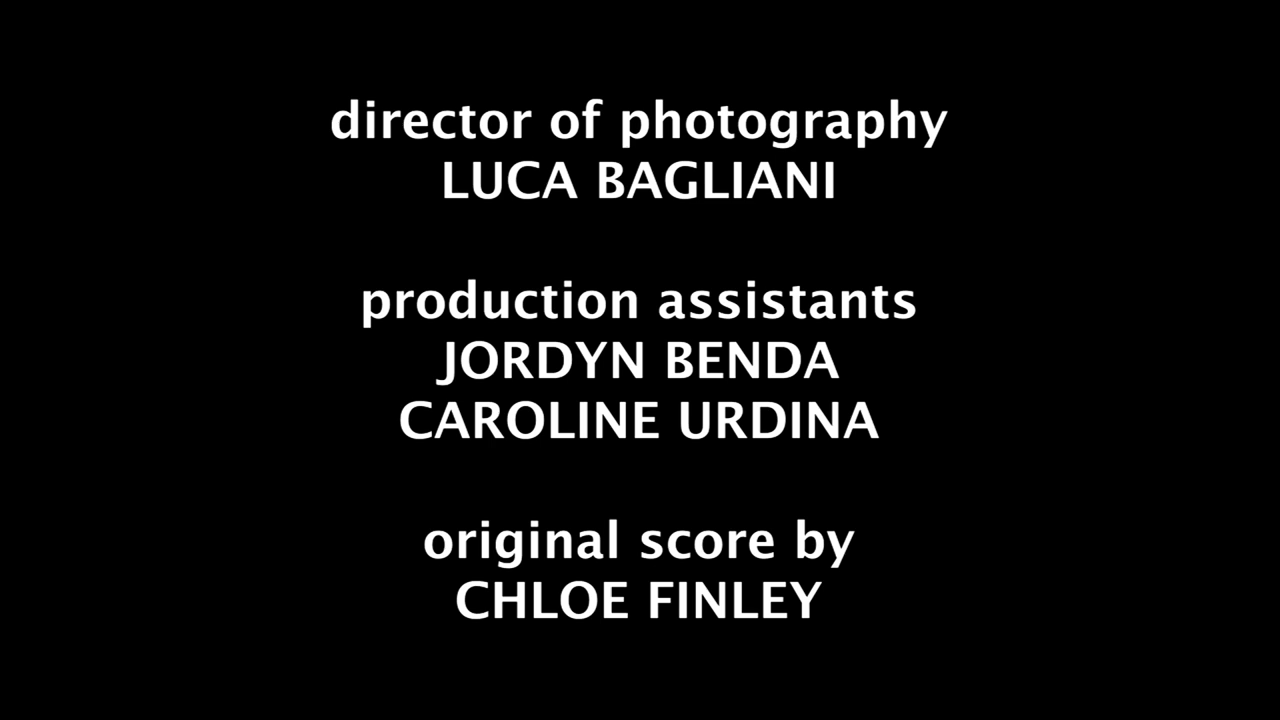 director of photography
LUCA BAGLIANI
production assistants
JORDYN BENDA
CAROLINE URDINA
original score by
CHLOE FINLEY